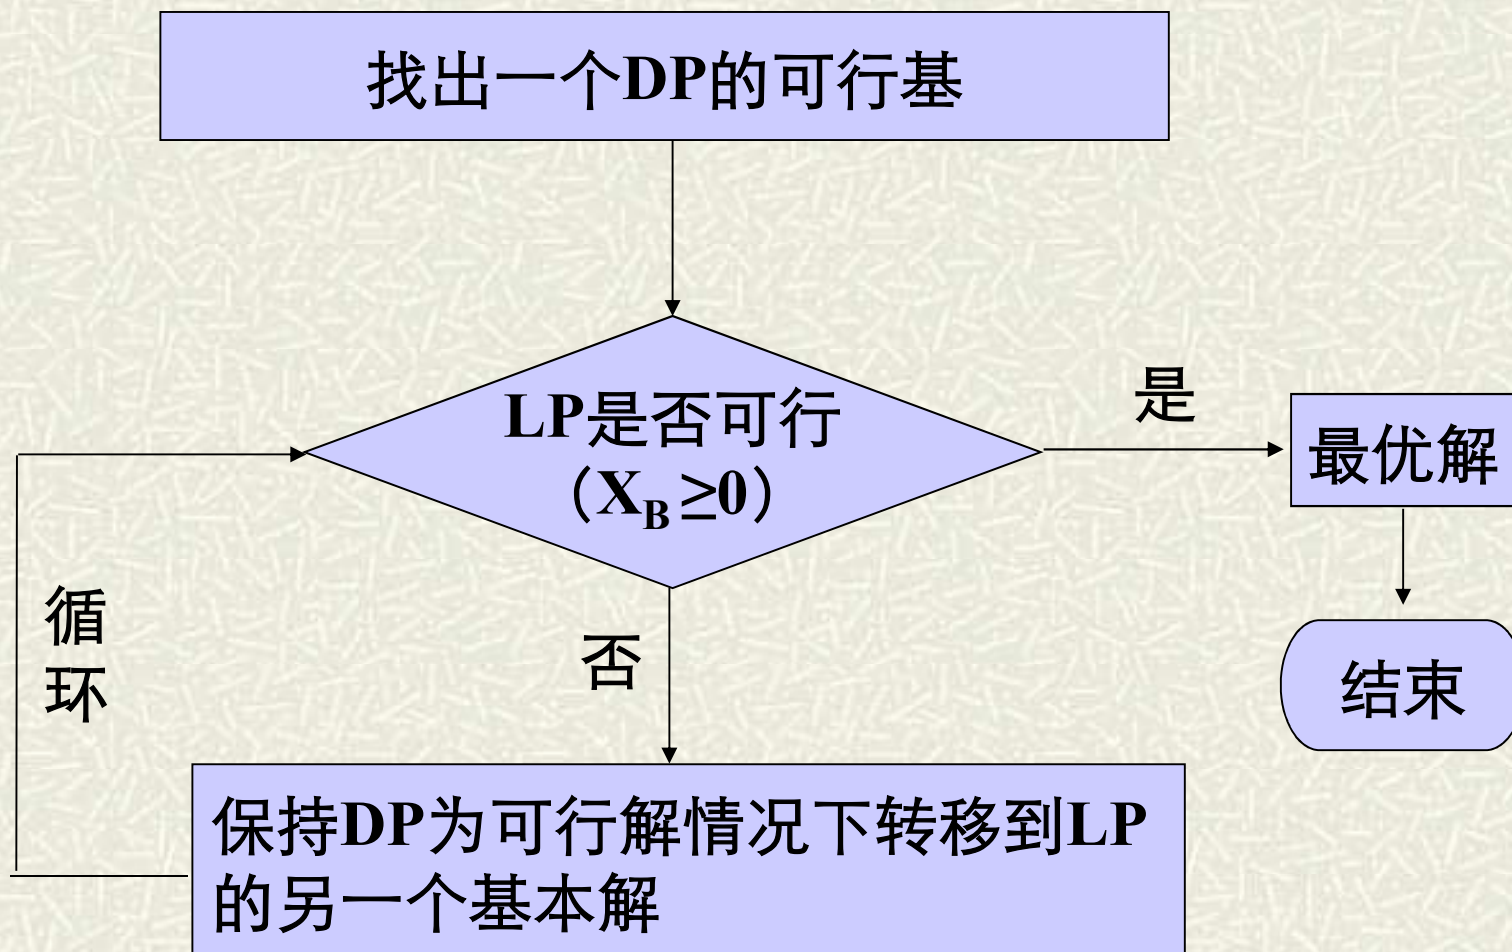 找出一个DP的可行基
LP是否可行
（X_B ≥0）
是
最优解
循
环
否
结束
保持DP为可行解情况下转移到LP
的另一个基本解